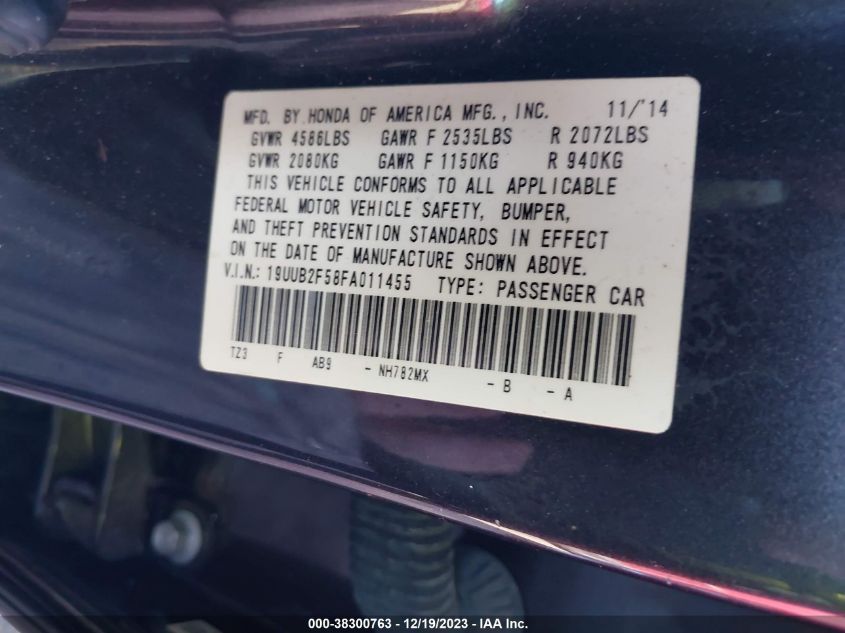 MFD. BY HONDA OF AMERICA MFG., INC. 11/'14
GVWR 4586LBS GAWR F 2535LBS R 2072LBS
GVWR 2080KG GAWR F 1150KG R 940KG
THIS VEHICLE CONFORMS TO ALL APPLICABLE
FEDERAL MOTOR VEHICLE SAFETY, BUMPER,
AND THEFT PREVENTION STANDARDS IN EFFECT
ON THE DATE OF MANUFACTURE SHOWN ABOVE.
V.I.N.: 19UUB2F58FA011455 TYPE: PASSENGER CAR
TZ3 F AB9 - NH782MX - B - A
000-38300763 - 12/19/2023 - IAA Inc.